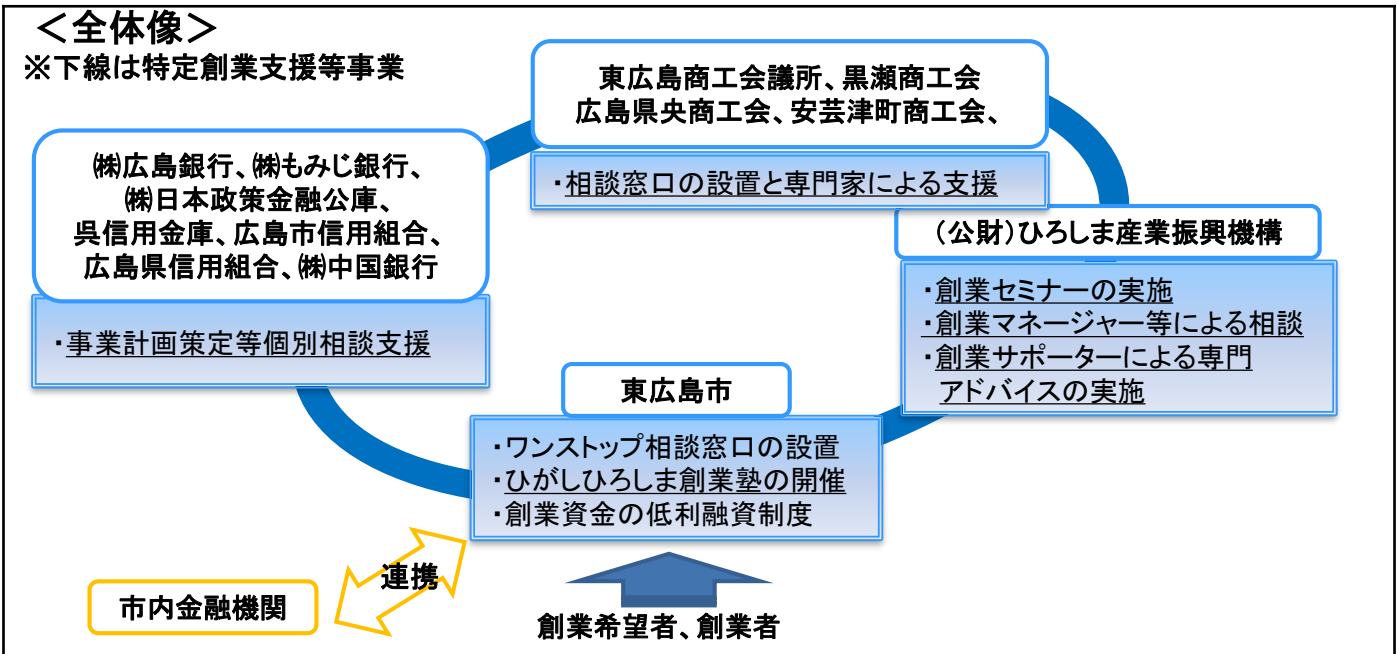 ＜全体像＞
※下線は特定創業支援等事業
東広島商工会議所、黒瀬商工会
広島県央商工会、安芸津町商工会、
・相談窓口の設置と専門家による支援
㈱広島銀行、㈱もみじ銀行、
㈱日本政策金融公庫、
呉信用金庫、広島市信用組合、
広島県信用組合、㈱中国銀行
・事業計画策定等個別相談支援
（公財）ひろしま産業振興機構
・創業セミナーの実施
・創業マネージャー等による相談
・創業サポーターによる専門
アドバイスの実施
東広島市
・ワンストップ相談窓口の設置
・ひがしひろしま創業塾の開催
・創業資金の低利融資制度
連携
市内金融機関
創業希望者、創業者